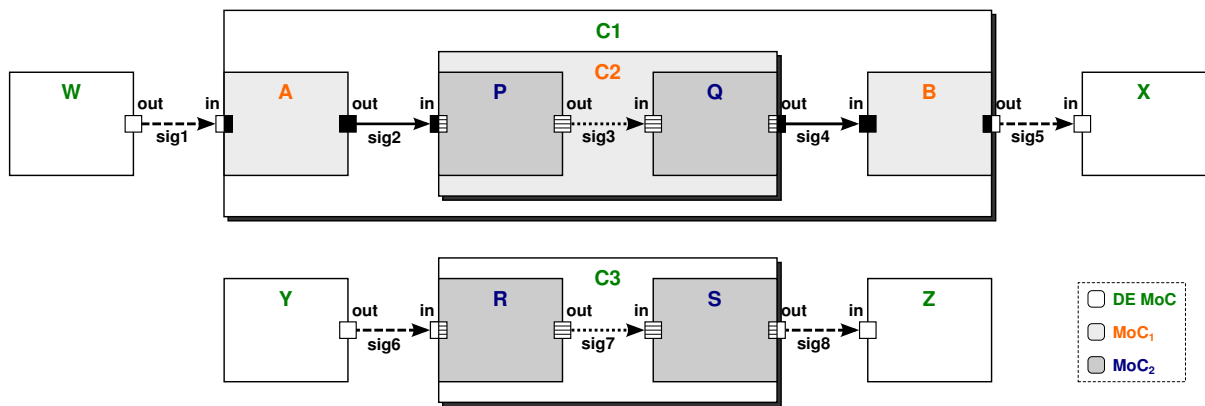 C1
W
A
C2
P
Q
B
X
out
in
out
in
out
in
out
in
out
in
sig1
sig2
sig3
sig4
sig5
C3
Y
R
S
Z
out
in
out
in
out
in
sig6
sig7
sig8
DE MoC
MoC₁
MoC₂